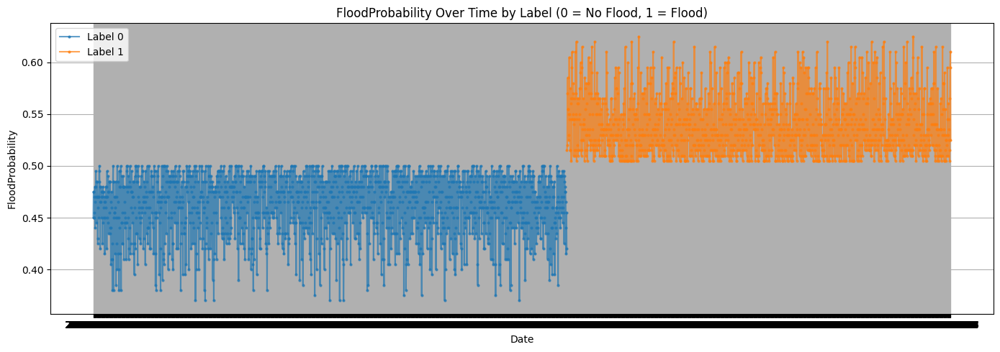 FloodProbability Over Time by Label (0 = No Flood, 1 = Flood)
Label 0
Label 1
0.60
0.55
0.50
0.45
0.40
FloodProbability
Date